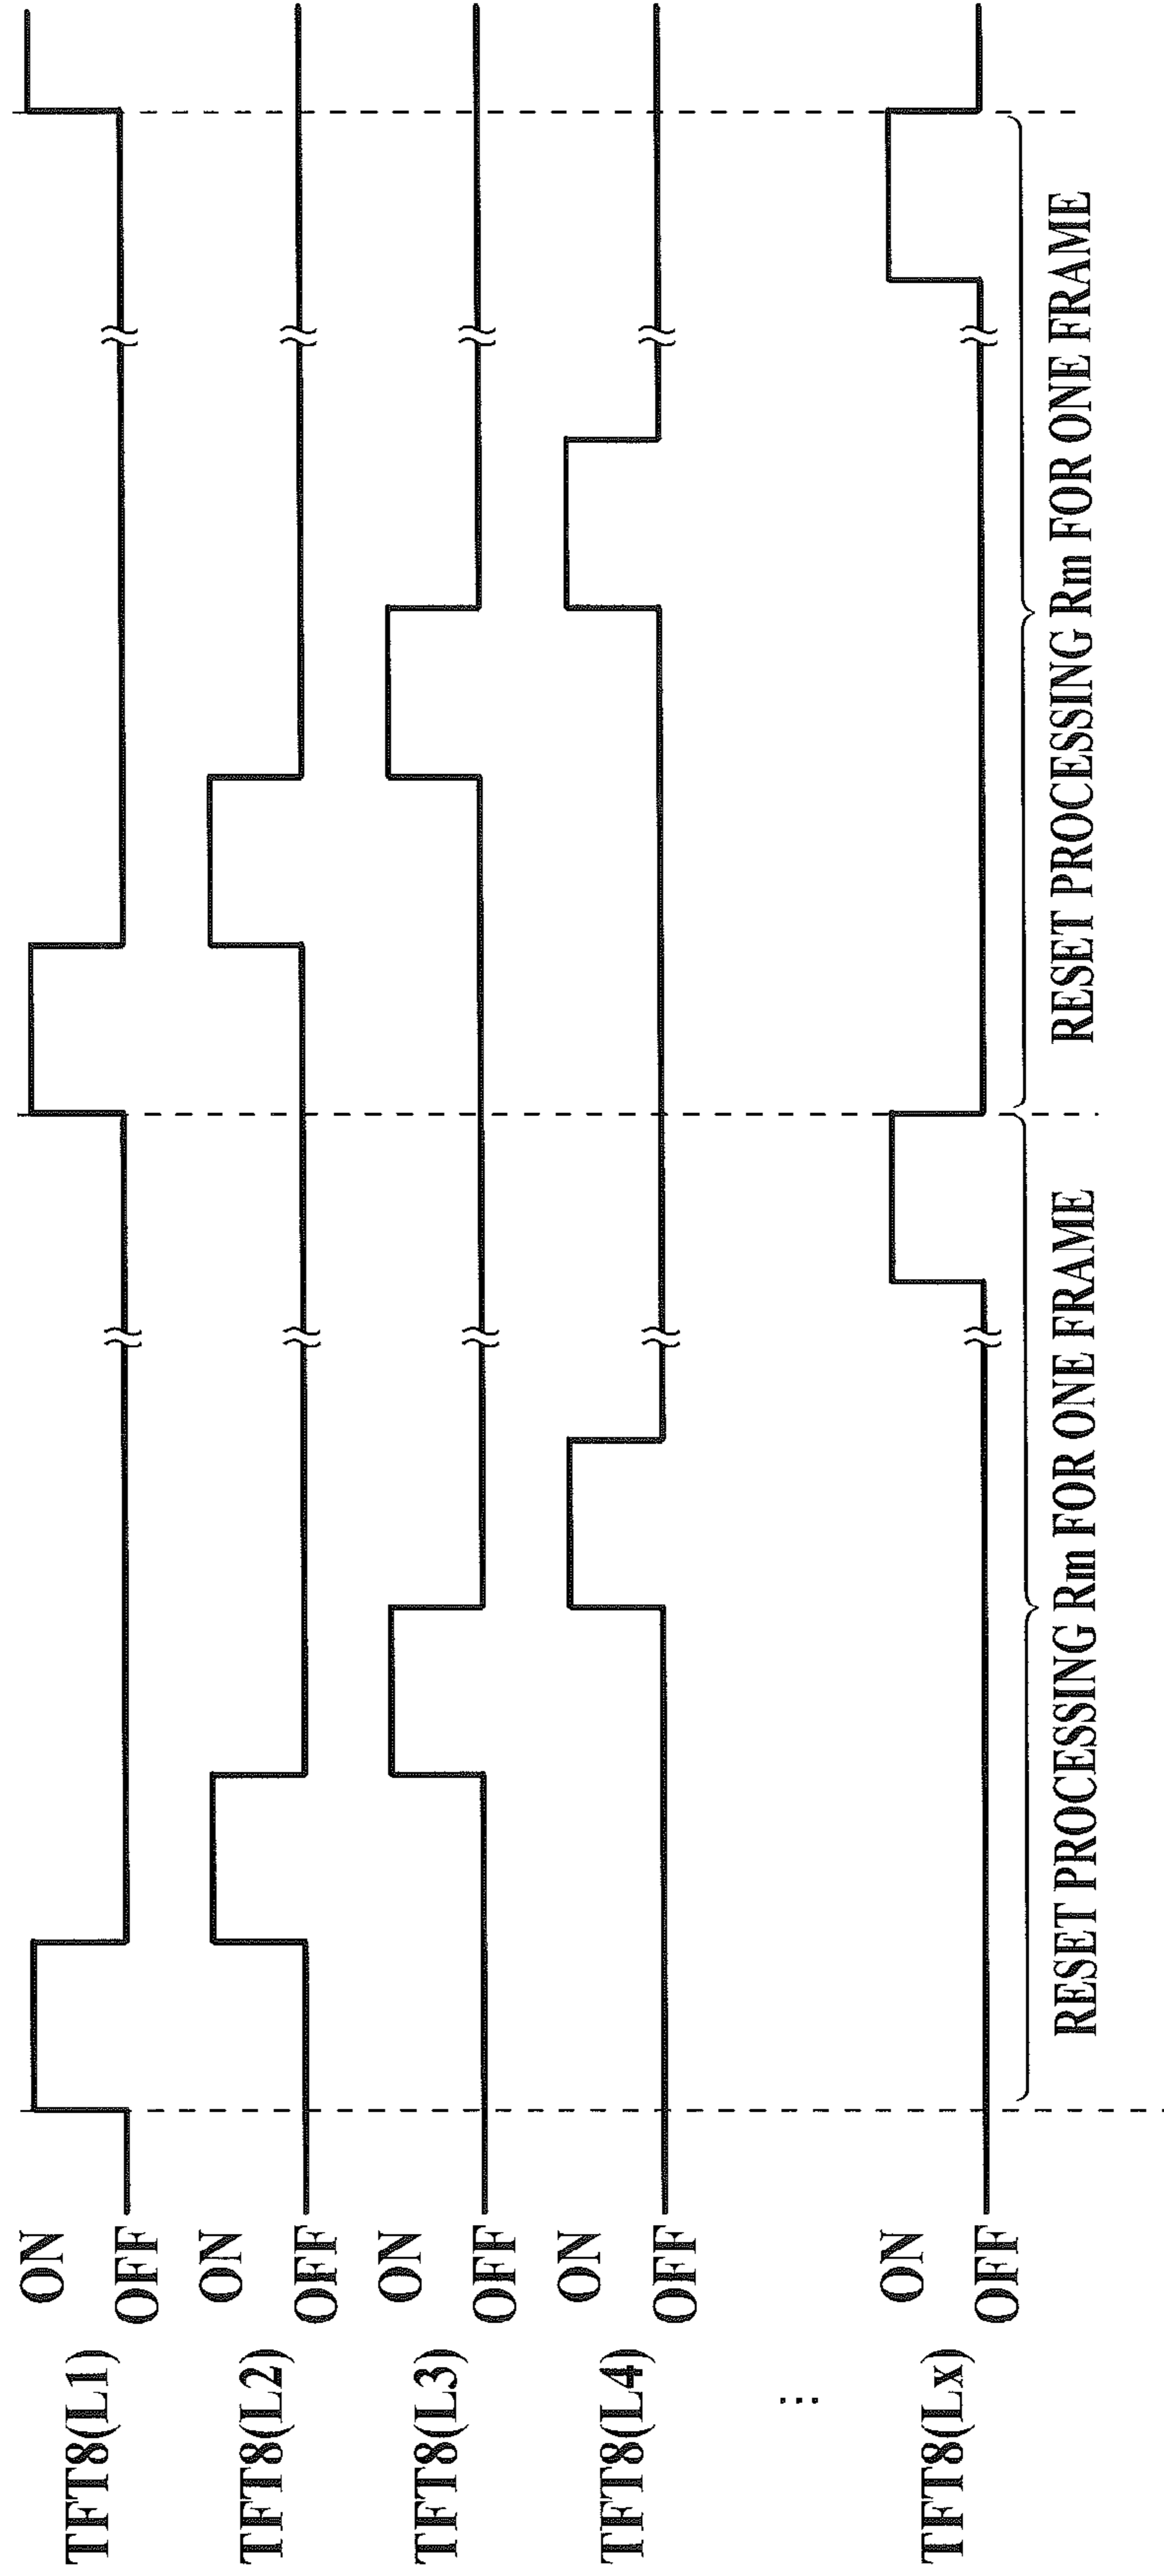 TFT8(L1) ON
OFF
TFT8(L2) ON
OFF
TFT8(L3) ON
OFF
TFT8(L4) ON
OFF
⋮
TFT8(Lx) ON
OFF
RESET PROCESSING Rm FOR ONE FRAME
RESET PROCESSING Rm FOR ONE FRAME